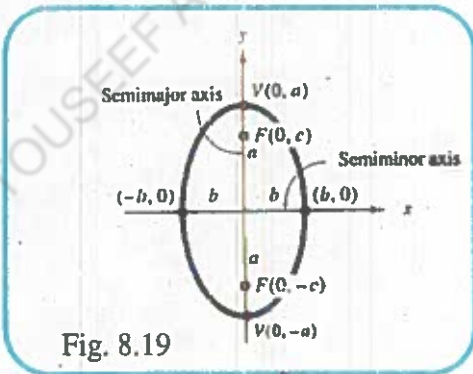 y
V(0, a)
Semimajor axis
F(0, c)
a
Semiminor axis
(-b, 0) b b (b, 0)
x
a
F(0, -c)
V(0, -a)
Fig. 8.19